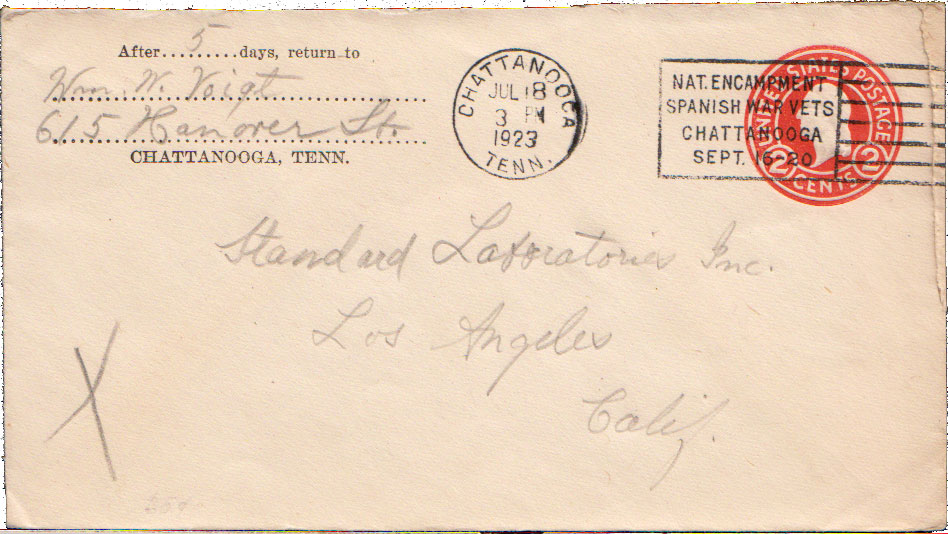 After.....5.....days, return to
Wm. W. Voigt
615 Hanover St.
CHATTANOOGA, TENN.
CHATTANOOGA
JUL 18
3 PM
1923
TENN.
NAT. ENCAMPMENT
SPANISH WAR VETS
CHATTANOOGA
SEPT. 16-20
UNITED STATES POSTAGE
2 CENTS 2
Standard Laboratories Inc.
Los Angeles
Calif.
X